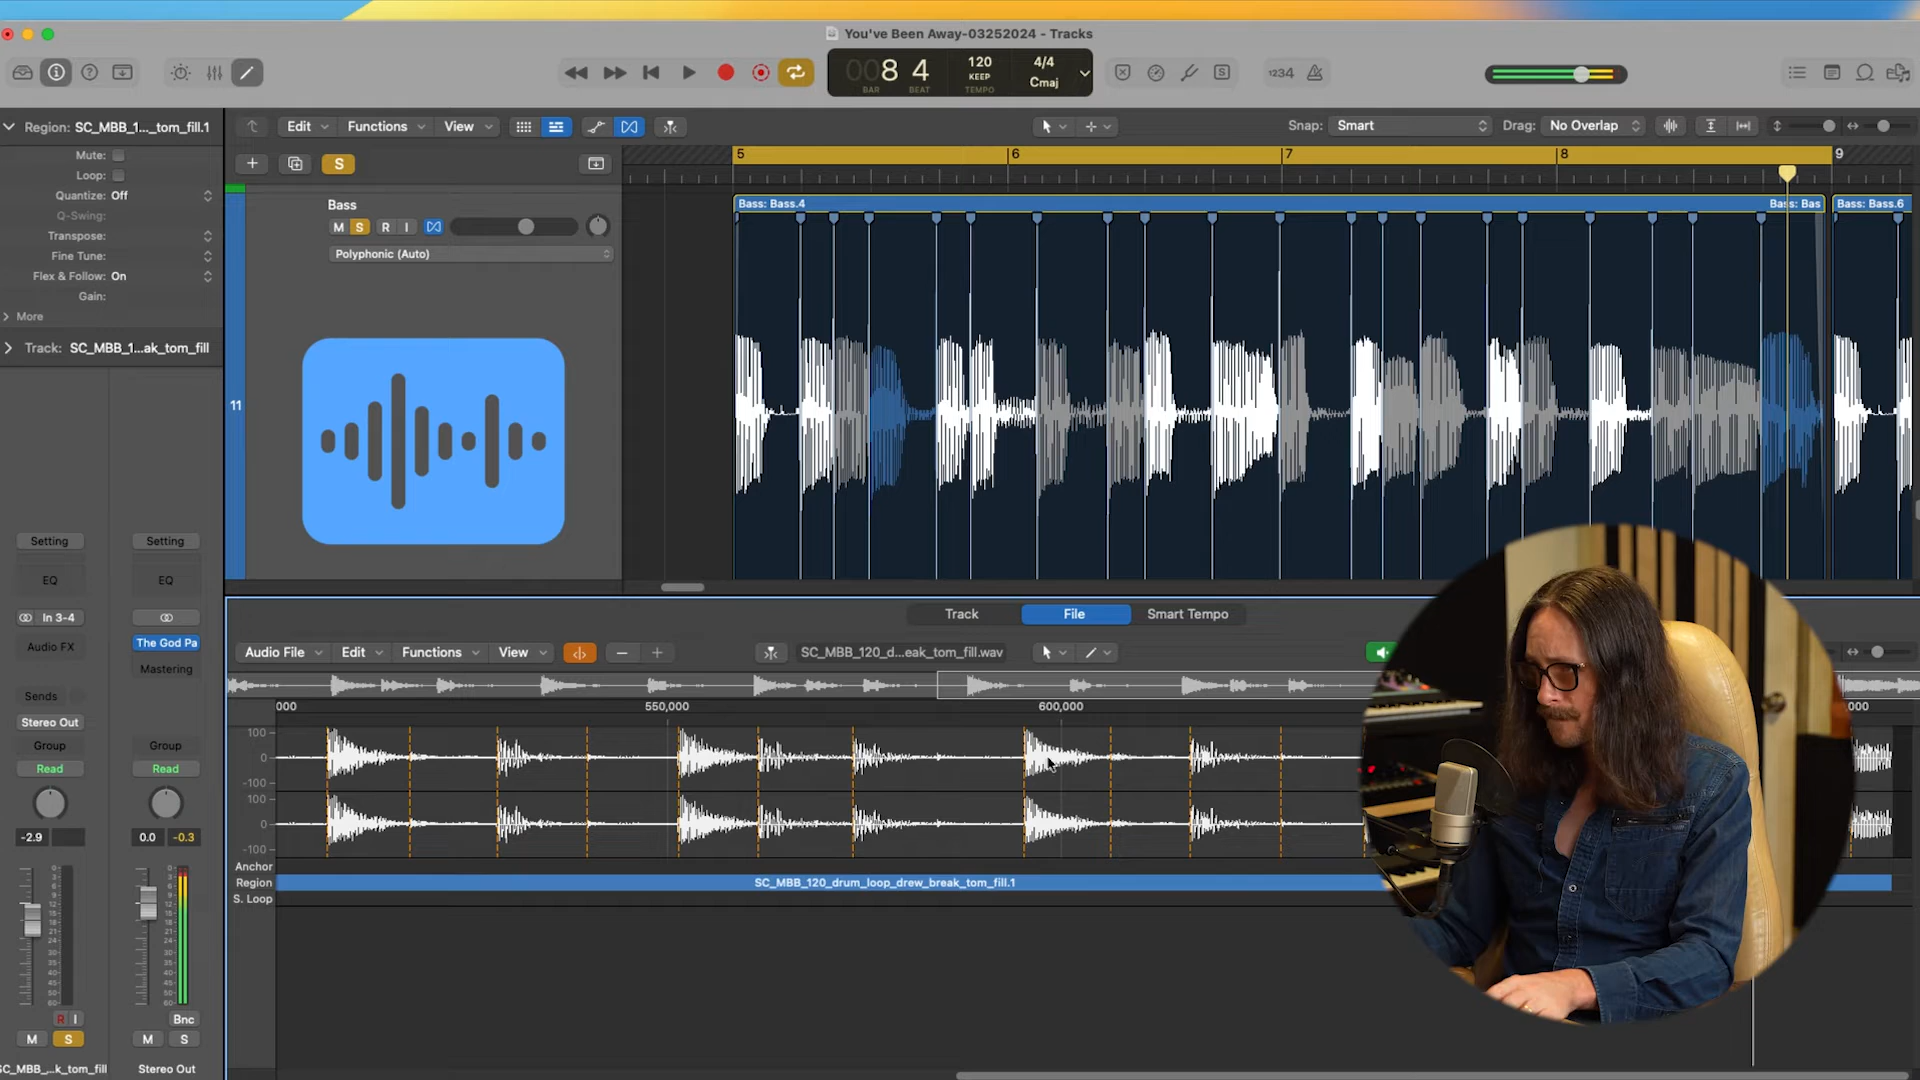 You've Been Away-03252024 - Tracks
008 4
BAR BEAT
120
KEEP
TEMPO
4/4
Cmaj
1234
Region: SC_MBB_1..._tom_fill.1
Edit Functions View
Snap: Smart
Drag: No Overlap
Mute:
Loop:
Quantize: Off
Q-Swing:
Transpose:
Fine Tune:
Flex & Follow: On
Gain:
More
Track: SC_MBB_1...ak_tom_fill
S
5 6 7 8 9
11
Bass
M S R I
Polyphonic (Auto)
Bass: Bass.4
Bass: Bas
Bass: Bass.6
Setting Setting
EQ EQ
In 3-4
Audio FX
The God Pa
Mastering
Sends
Stereo Out
Group Group
Read Read
-2.9
0.0 -0.3
R I
Bnc
M S M S
SC_MBB_...k_tom_fill
Stereo Out
Track File Smart Tempo
Audio File Edit Functions View
SC_MBB_120_d...eak_tom_fill.wav
000 550,000 600,000 000
100
0
-100
100
0
-100
Anchor
Region
SC_MBB_120_drum_loop_drew_break_tom_fill.1
S. Loop